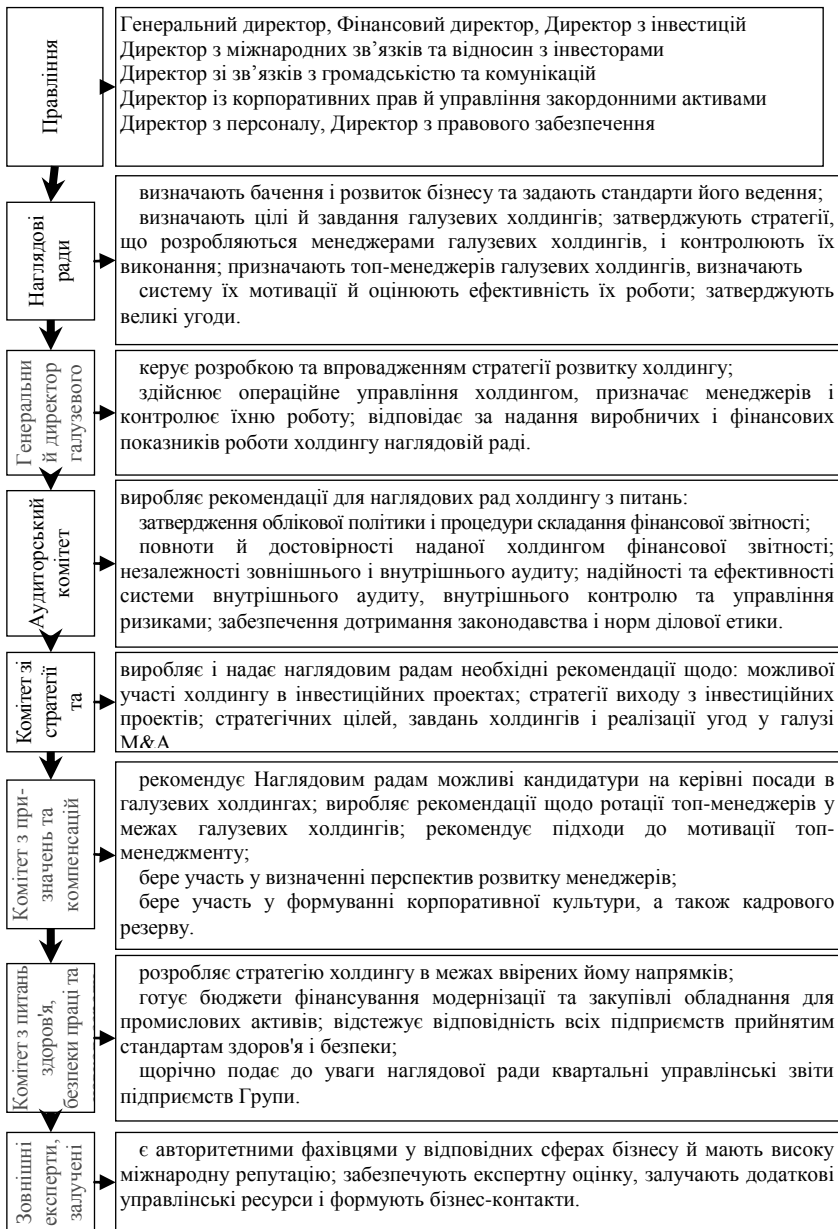 Правління
Генеральний директор, Фінансовий директор, Директор з інвестицій
Директор з міжнародних зв’язків та відносин з інвесторами
Директор зі зв’язків з громадськістю та комунікацій
Директор із корпоративних прав й управління закордонними активами
Директор з персоналу, Директор з правового забезпечення
Наглядові
ради
визначають бачення і розвиток бізнесу та задають стандарти його ведення;
визначають цілі й завдання галузевих холдингів; затверджують стратегії,
що розробляються менеджерами галузевих холдингів, і контролюють їх
виконання; призначають топ-менеджерів галузевих холдингів, визначають
систему їх мотивації й оцінюють ефективність їх роботи; затверджують
великі угоди.
Генеральни
й директор
галузевого
керує розробкою та впровадженням стратегії розвитку холдингу;
здійснює операційне управління холдингом, призначає менеджерів і
контролює їхню роботу; відповідає за надання виробничих і фінансових
показників роботи холдингу наглядовій раді.
Аудиторський
комітет
виробляє рекомендації для наглядових рад холдингу з питань:
затвердження облікової політики і процедури складання фінансової звітності;
повноти й достовірності наданої холдингом фінансової звітності;
незалежності зовнішнього і внутрішнього аудиту; надійності та ефективності
системи внутрішнього аудиту, внутрішнього контролю та управління
ризиками; забезпечення дотримання законодавства і норм ділової етики.
Комітет зі
стратегії
та
виробляє і надає наглядовим радам необхідні рекомендації щодо: можливої
участі холдингу в інвестиційних проектах; стратегії виходу з інвестиційних
проектів; стратегічних цілей, завдань холдингів і реалізації угод у галузі
M&A
Комітет з при-
значень та
компенсацій
рекомендує Наглядовим радам можливі кандидатури на керівні посади в
галузевих холдингах; виробляє рекомендації щодо ротації топ-менеджерів у
межах галузевих холдингів; рекомендує підходи до мотивації топ-
менеджменту;
бере участь у визначенні перспектив розвитку менеджерів;
бере участь у формуванні корпоративної культури, а також кадрового
резерву.
Комітет з питань
здоров'я,
безпеки праці та
розробляє стратегію холдингу в межах ввірених йому напрямків;
готує бюджети фінансування модернізації та закупівлі обладнання для
промислових активів; відстежує відповідність всіх підприємств прийнятим
стандартам здоров'я і безпеки;
щорічно подає до уваги наглядової ради квартальні управлінські звіти
підприємств Групи.
Зовнішні
експерти,
залучені
є авторитетними фахівцями у відповідних сферах бізнесу й мають високу
міжнародну репутацію; забезпечують експертну оцінку, залучають додаткові
управлінські ресурси і формують бізнес-контакти.